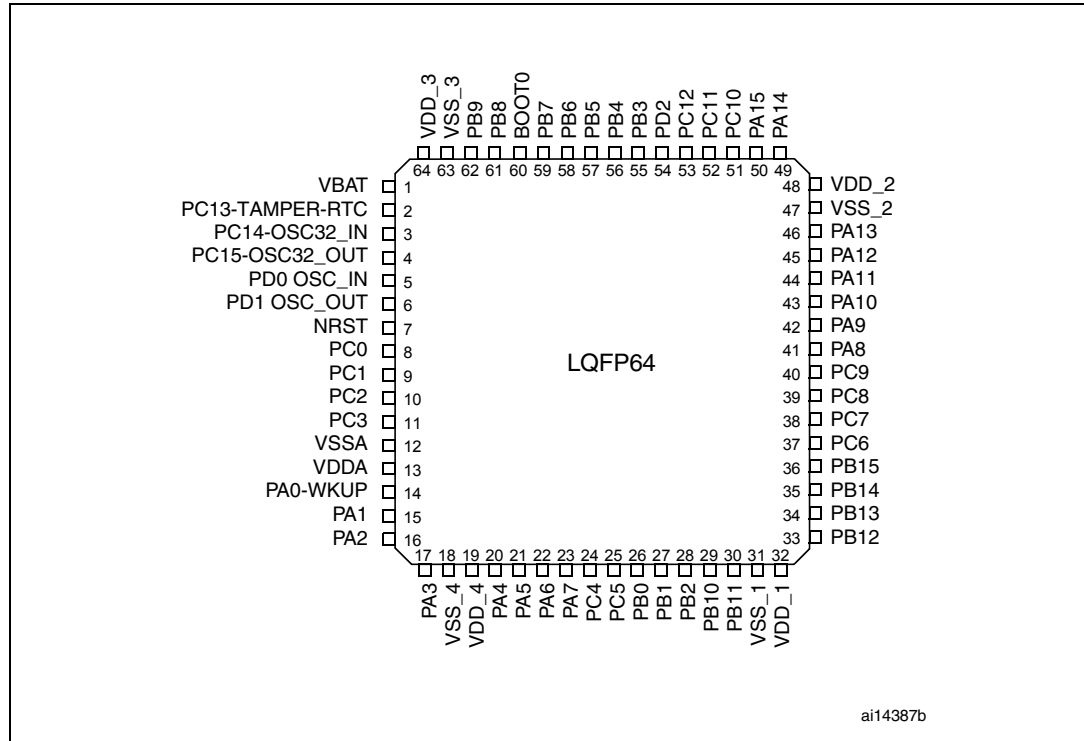 VDD_3
VSS_3
PB9
PB8
BOOT0
PB7
PB6
PB5
PB4
PB3
PD2
PC12
PC11
PC10
PA15
PA14
64 63 62 61 60 59 58 57 56 55 54 53 52 51 50 49
VBAT 1
PC13-TAMPER-RTC 2
PC14-OSC32_IN 3
PC15-OSC32_OUT 4
PD0 OSC_IN 5
PD1 OSC_OUT 6
NRST 7
PC0 8
PC1 9
PC2 10
PC3 11
VSSA 12
VDDA 13
PA0-WKUP 14
PA1 15
PA2 16
LQFP64
48 VDD_2
47 VSS_2
46 PA13
45 PA12
44 PA11
43 PA10
42 PA9
41 PA8
40 PC9
39 PC8
38 PC7
37 PC6
36 PB15
35 PB14
34 PB13
33 PB12
17 18 19 20 21 22 23 24 25 26 27 28 29 30 31 32
PA3
VSS_4
VDD_4
PA4
PA5
PA6
PA7
PC4
PC5
PB0
PB1
PB2
PB10
PB11
VSS_1
VDD_1
ai14387b